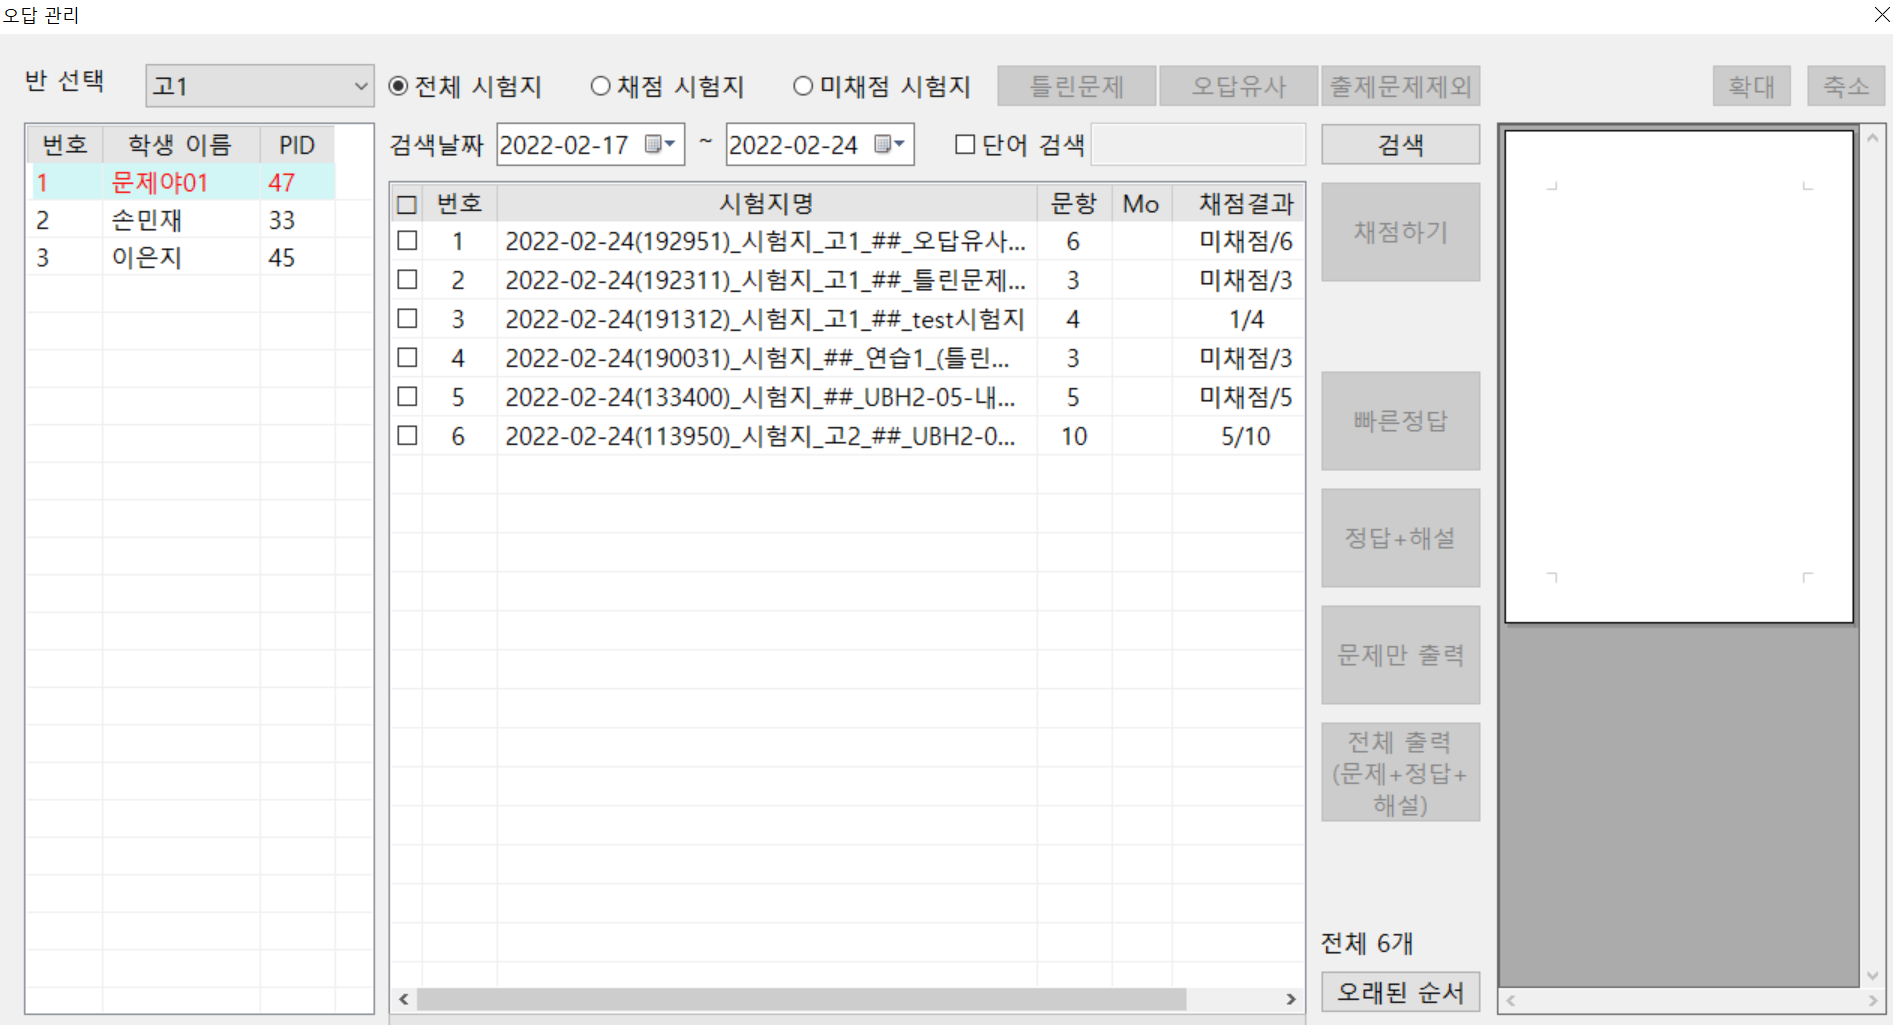 오답 관리
반 선택 고1 전체 시험지 채점 시험지 미채점 시험지 틀린문제 오답유사 출제문제제외 확대 축소
번호 학생 이름 PID
1 문제야01 47
2 손민재 33
3 이은지 45
검색날짜 2022-02-17 ~ 2022-02-24 단어 검색 검색
번호 시험지명 문항 Mo 채점결과
1 2022-02-24(192951)_시험지_고1_##_오답유사... 6 미채점/6
2 2022-02-24(192311)_시험지_고1_##_틀린문제... 3 미채점/3
3 2022-02-24(191312)_시험지_고1_##_test시험지 4 1/4
4 2022-02-24(190031)_시험지_##_연습1_(틀린... 3 미채점/3
5 2022-02-24(133400)_시험지_##_UBH2-05-내... 5 미채점/5
6 2022-02-24(113950)_시험지_고2_##_UBH2-0... 10 5/10
채점하기
빠른정답
정답+해설
문제만 출력
전체 출력
(문제+정답+
해설)
전체 6개
오래된 순서